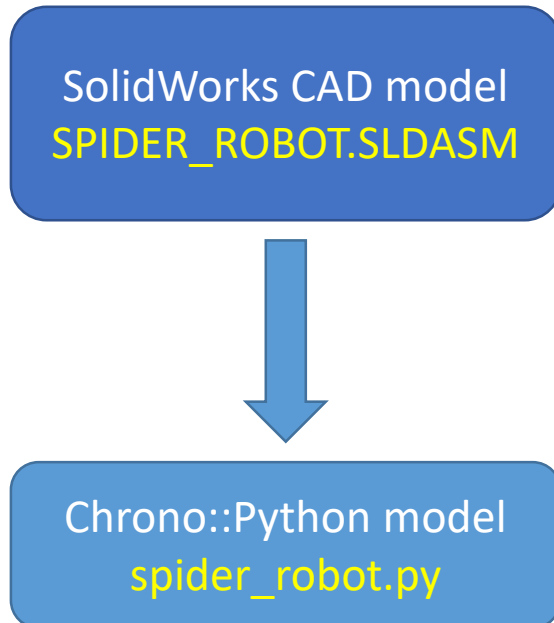 SolidWorks CAD model
SPIDER_ROBOT.SLDASM
Chrono::Python model
spider_robot.py